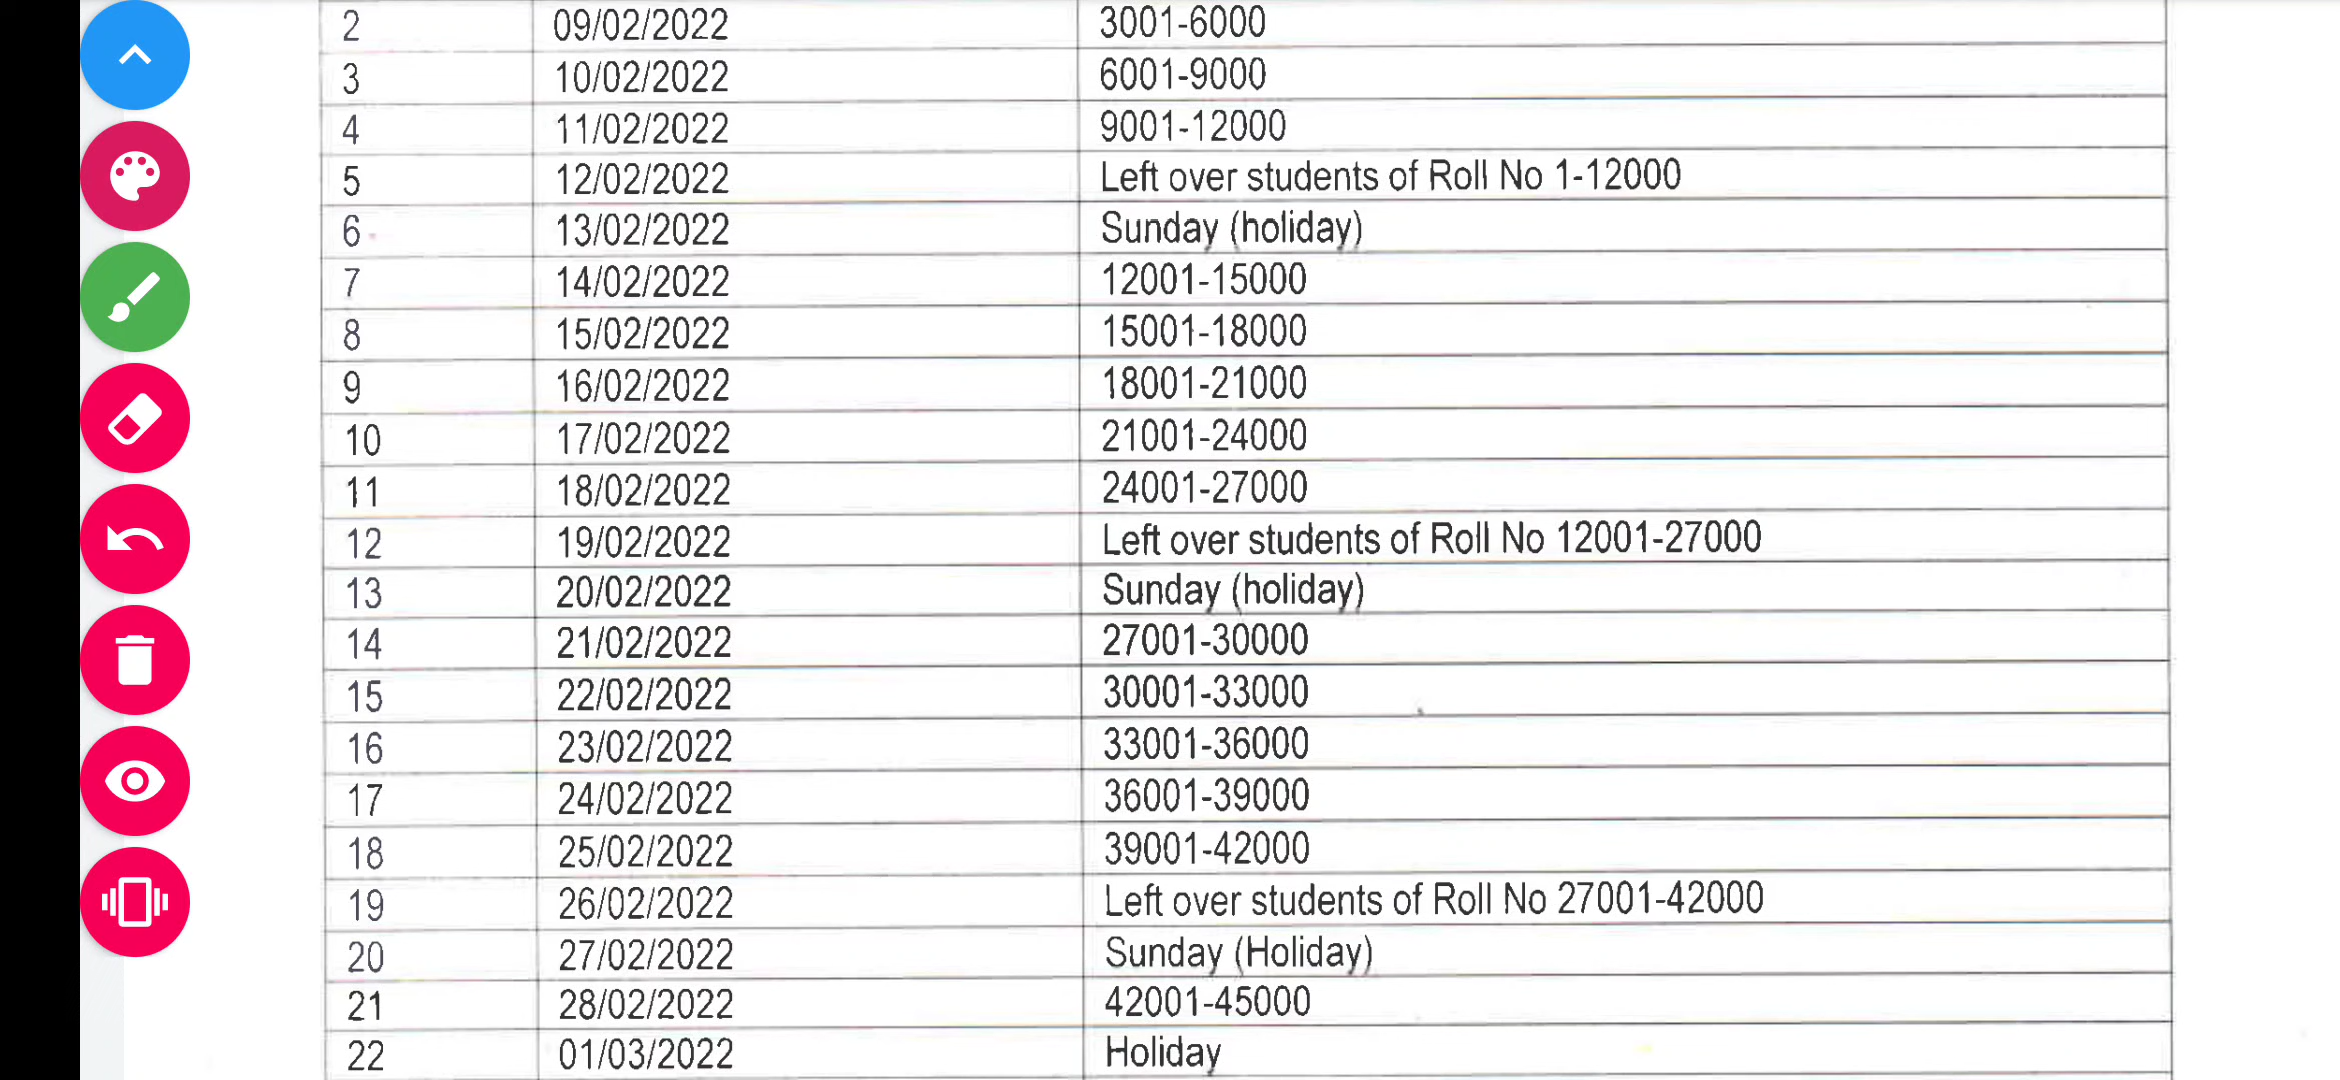 2 09/02/2022 3001-6000
3 10/02/2022 6001-9000
4 11/02/2022 9001-12000
5 12/02/2022 Left over students of Roll No 1-12000
6 13/02/2022 Sunday (holiday)
7 14/02/2022 12001-15000
8 15/02/2022 15001-18000
9 16/02/2022 18001-21000
10 17/02/2022 21001-24000
11 18/02/2022 24001-27000
12 19/02/2022 Left over students of Roll No 12001-27000
13 20/02/2022 Sunday (holiday)
14 21/02/2022 27001-30000
15 22/02/2022 30001-33000
16 23/02/2022 33001-36000
17 24/02/2022 36001-39000
18 25/02/2022 39001-42000
19 26/02/2022 Left over students of Roll No 27001-42000
20 27/02/2022 Sunday (Holiday)
21 28/02/2022 42001-45000
22 01/03/2022 Holiday